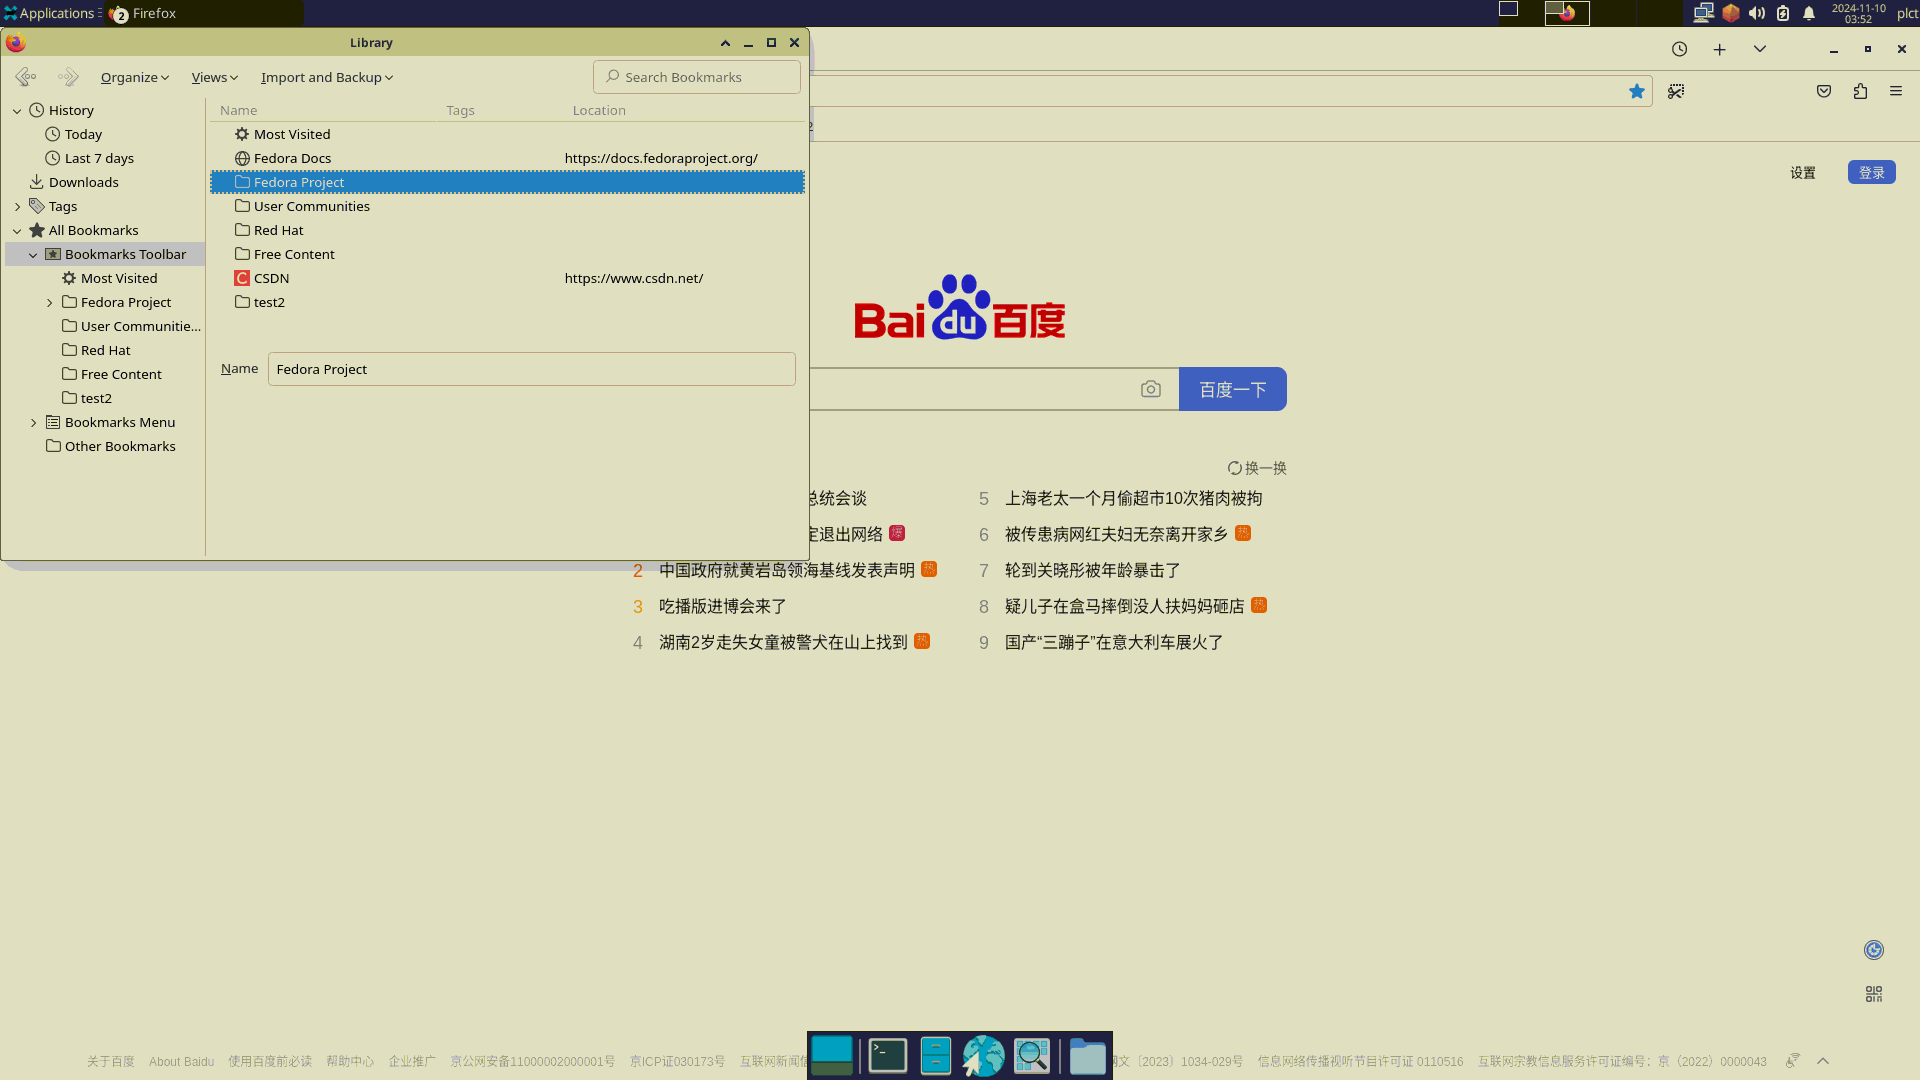 Applications
2 Firefox
2024-11-10
03:52
plct
Library
Organize Views Import and Backup Search Bookmarks
History
Today
Last 7 days
Downloads
Tags
All Bookmarks
Bookmarks Toolbar
Most Visited
Fedora Project
User Communitie...
Red Hat
Free Content
test2
Bookmarks Menu
Other Bookmarks
Name Tags Location
Most Visited
Fedora Docs https://docs.fedoraproject.org/
Fedora Project
User Communities
Red Hat
Free Content
CSDN https://www.csdn.net/
test2
Name Fedora Project
设置 登录
Bai du 百度
百度一下
换一换
总统会谈
定退出网络 爆
2 中国政府就黄岩岛领海基线发表声明 热
3 吃播版进博会来了
4 湖南2岁走失女童被警犬在山上找到 热
5 上海老太一个月偷超市10次猪肉被拘
6 被传患病网红夫妇无奈离开家乡 热
7 轮到关晓彤被年龄暴击了
8 疑儿子在盒马摔倒没人扶妈妈砸店 热
9 国产“三蹦子”在意大利车展火了
关于百度 About Baidu 使用百度前必读 帮助中心 企业推广 京公网安备11000002000001号 京ICP证030173号 互联网新闻信 网文〔2023〕1034-029号 信息网络传播视听节目许可证 0110516 互联网宗教信息服务许可证编号：京（2022）0000043